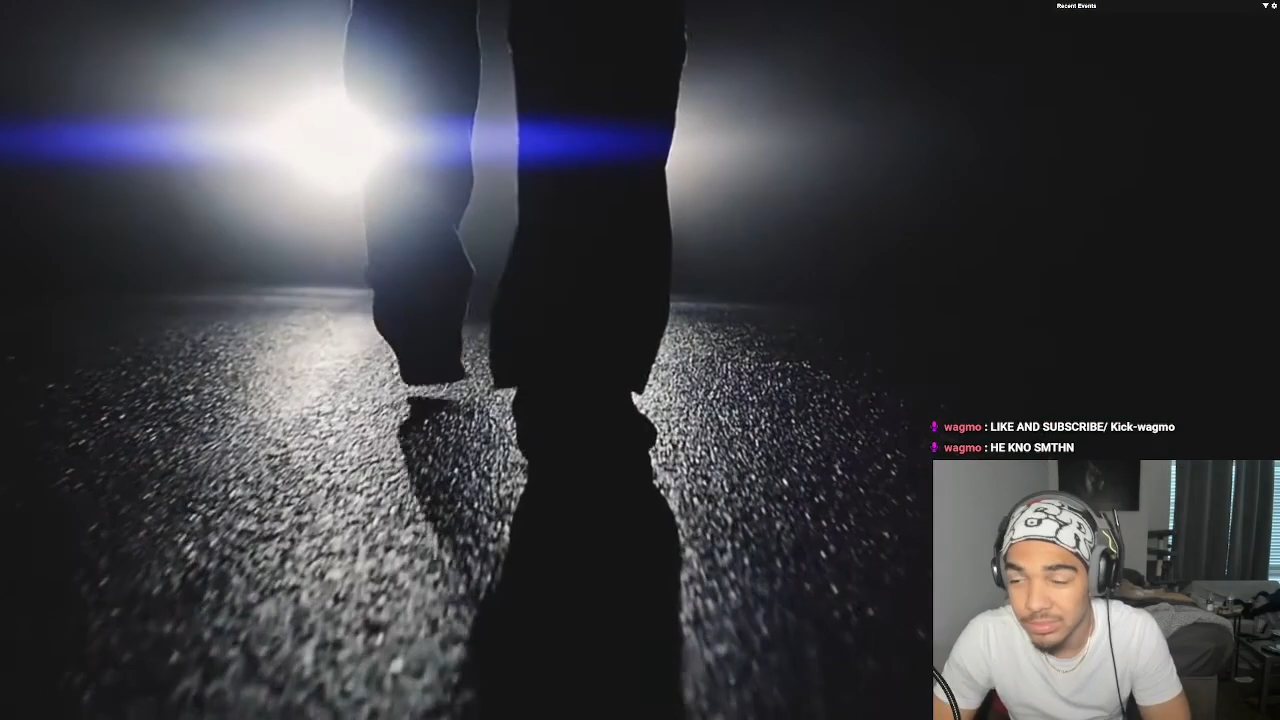 Recent Events
wagmo : LIKE AND SUBSCRIBE/ Kick-wagmo
wagmo : HE KNO SMTHN